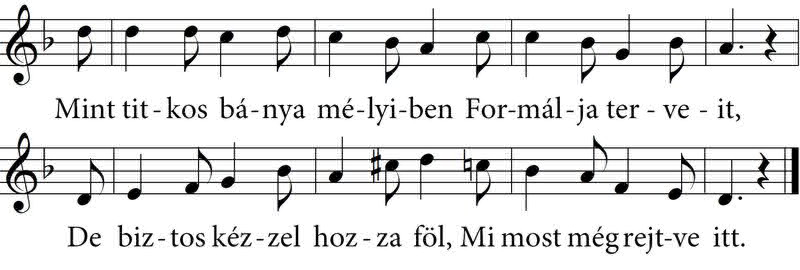 Mint tit-kos bá-nya mé-lyi-ben For-mál-ja ter-ve-it,
De biz-tos kéz-zel hoz-za föl, Mi most még rejt-ve itt.